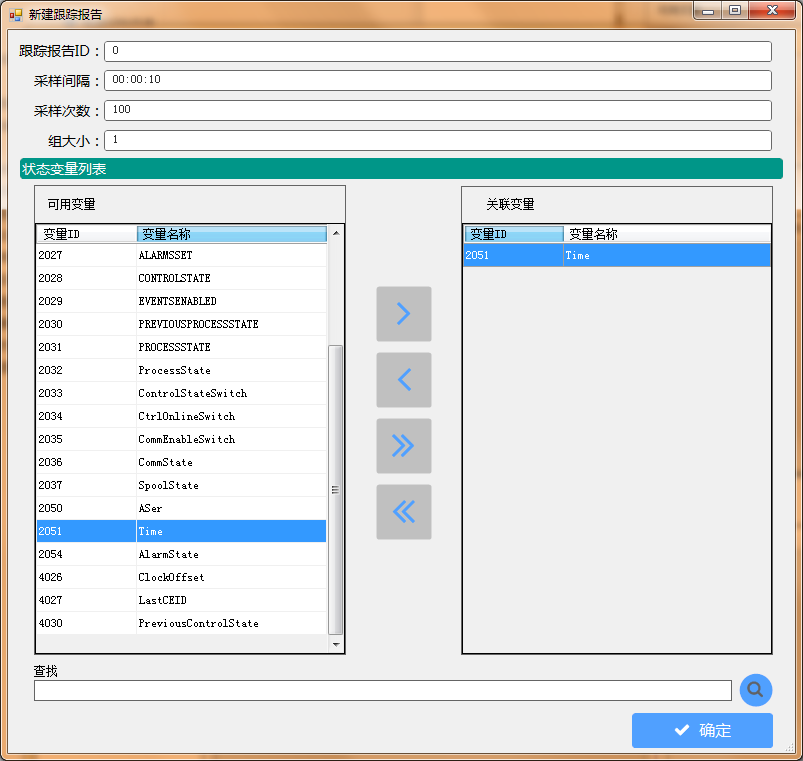 新建跟踪报告
跟踪报告ID： 0
采样间隔： 00:00:10
采样次数： 100
组大小： 1
状态变量列表
可用变量
变量ID 变量名称
2027 ALARMSSET
2028 CONTROLSTATE
2029 EVENTSENABLED
2030 PREVIOUSPROCESSSTATE
2031 PROCESSSTATE
2032 ProcessState
2033 ControlStateSwitch
2034 CtrlOnlineSwitch
2035 CommEnableSwitch
2036 CommState
2037 SpoolState
2050 ASer
2051 Time
2054 AlarmState
4026 ClockOffset
4027 LastCEID
4030 PreviousControlState
关联变量
变量ID 变量名称
2051 Time
查找
确定